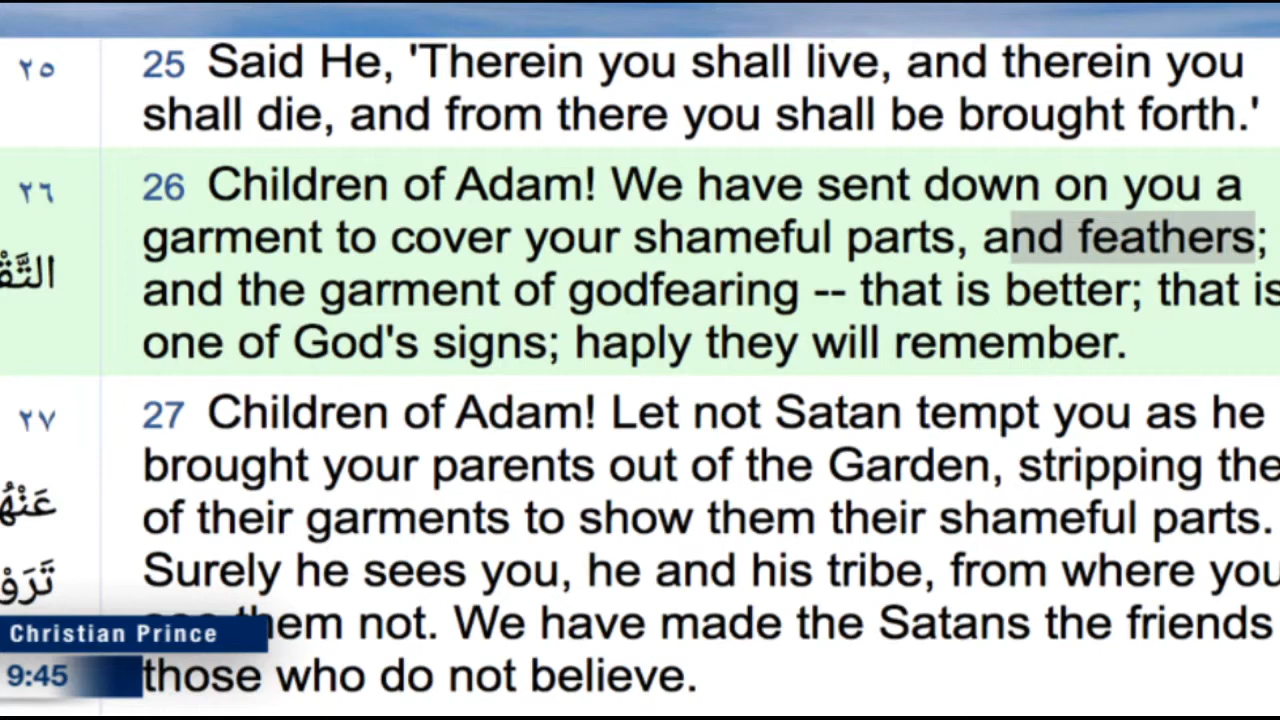 ٢٥
25 Said He, 'Therein you shall live, and therein you
shall die, and from there you shall be brought forth.'
٢٦
26 Children of Adam! We have sent down on you a
garment to cover your shameful parts, and feathers;
and the garment of godfearing -- that is better; that is
one of God's signs; haply they will remember.
٢٧
27 Children of Adam! Let not Satan tempt you as he
brought your parents out of the Garden, stripping
of their garments to show them their shameful parts.
Surely he sees you, he and his tribe, from where you
them not. We have made the Satans the friends
those who do not believe.
Christian Prince
9:45